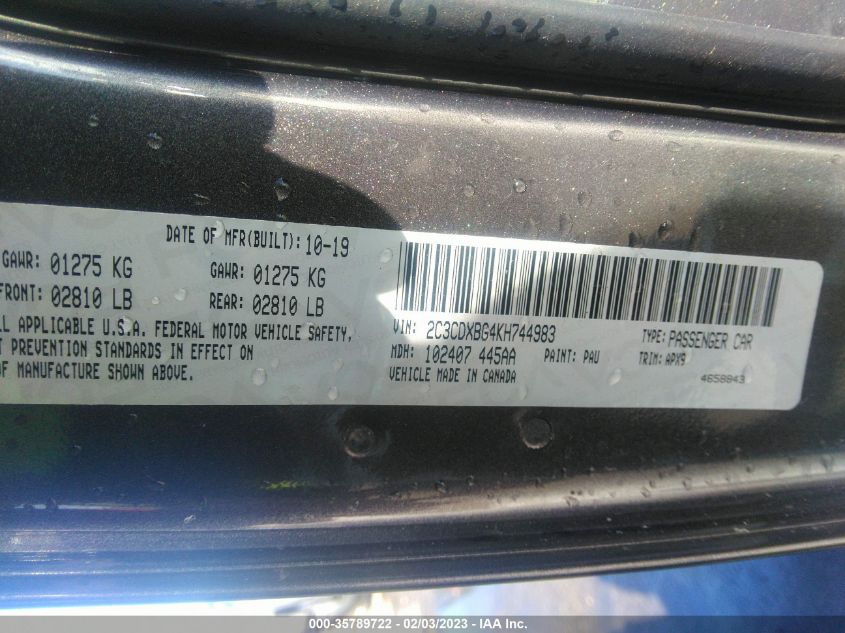 DATE OF MFR(BUILT): 10-19
GAWR: 01275 KG GAWR: 01275 KG
FRONT: 02810 LB REAR: 02810 LB
APPLICABLE U.S.A. FEDERAL MOTOR VEHICLE SAFETY,
PREVENTION STANDARDS IN EFFECT ON
OF MANUFACTURE SHOWN ABOVE.
VIN: 2C3CDXBG4KH744983 TYPE: PASSENGER CAR
MDH: 102407 445AA PAINT: PAU TRIM: APX9
VEHICLE MADE IN CANADA 4658843
000-35789722 - 02/03/2023 - IAA Inc.